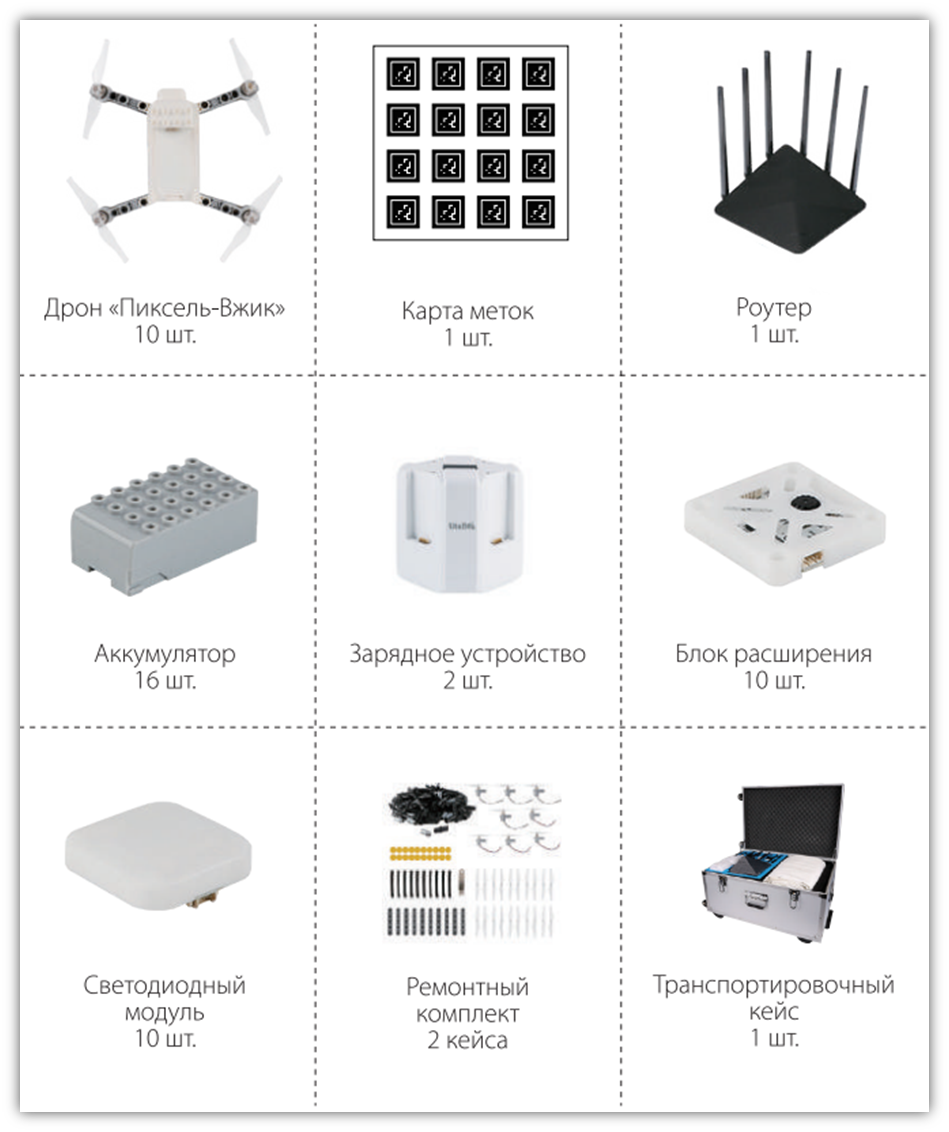 Дрон «Пиксель-Вжик»
10 шт.
Карта меток
1 шт.
Роутер
1 шт.
Аккумулятор
16 шт.
Зарядное устройство
2 шт.
Блок расширения
10 шт.
Светодиодный
модуль
10 шт.
Ремонтный
комплект
2 кейса
Транспортировочный
кейс
1 шт.